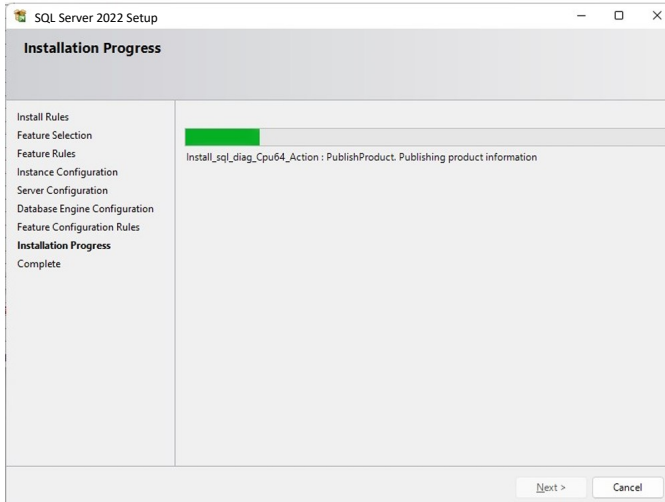 SQL Server 2022 Setup
Installation Progress
Install Rules
Feature Selection
Feature Rules
Instance Configuration
Server Configuration
Database Engine Configuration
Feature Configuration Rules
Installation Progress
Complete
Install_sql_diag_Cpu64_Action : PublishProduct. Publishing product information
Next >
Cancel